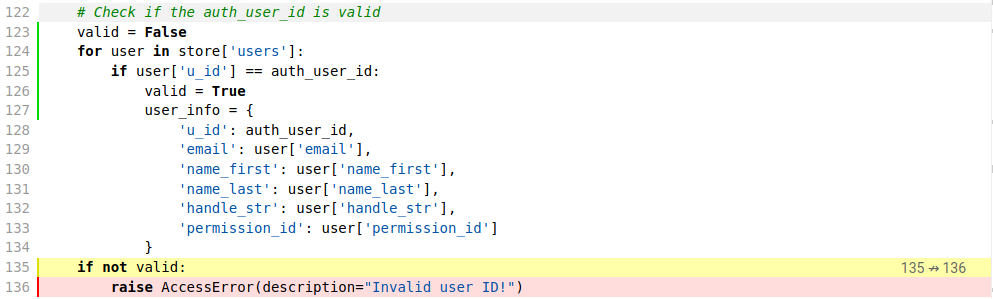 122 # Check if the auth_user_id is valid
123 valid = False
124 for user in store['users']:
125 if user['u_id'] == auth_user_id:
126 valid = True
127 user_info = {
128 'u_id': auth_user_id,
129 'email': user['email'],
130 'name_first': user['name_first'],
131 'name_last': user['name_last'],
132 'handle_str': user['handle_str'],
133 'permission_id': user['permission_id']
134 }
135 if not valid: 135 ↛ 136
136 raise AccessError(description="Invalid user ID!")